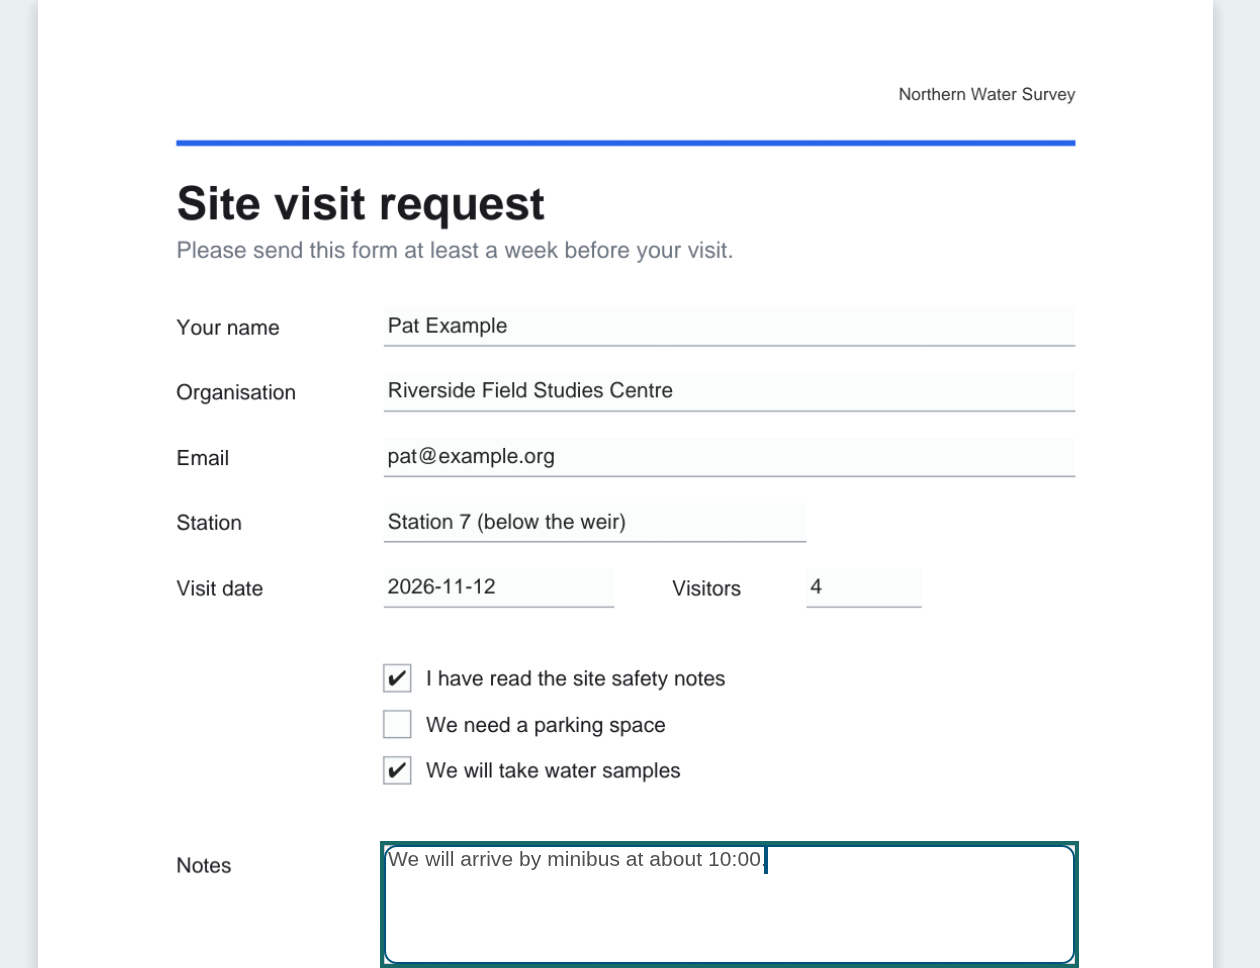 Northern Water Survey
Site visit request
Please send this form at least a week before your visit.
Your name Pat Example
Organisation Riverside Field Studies Centre
Email pat@example.org
Station Station 7 (below the weir)
Visit date 2026-11-12 Visitors 4
I have read the site safety notes
We need a parking space
We will take water samples
Notes We will arrive by minibus at about 10:00.